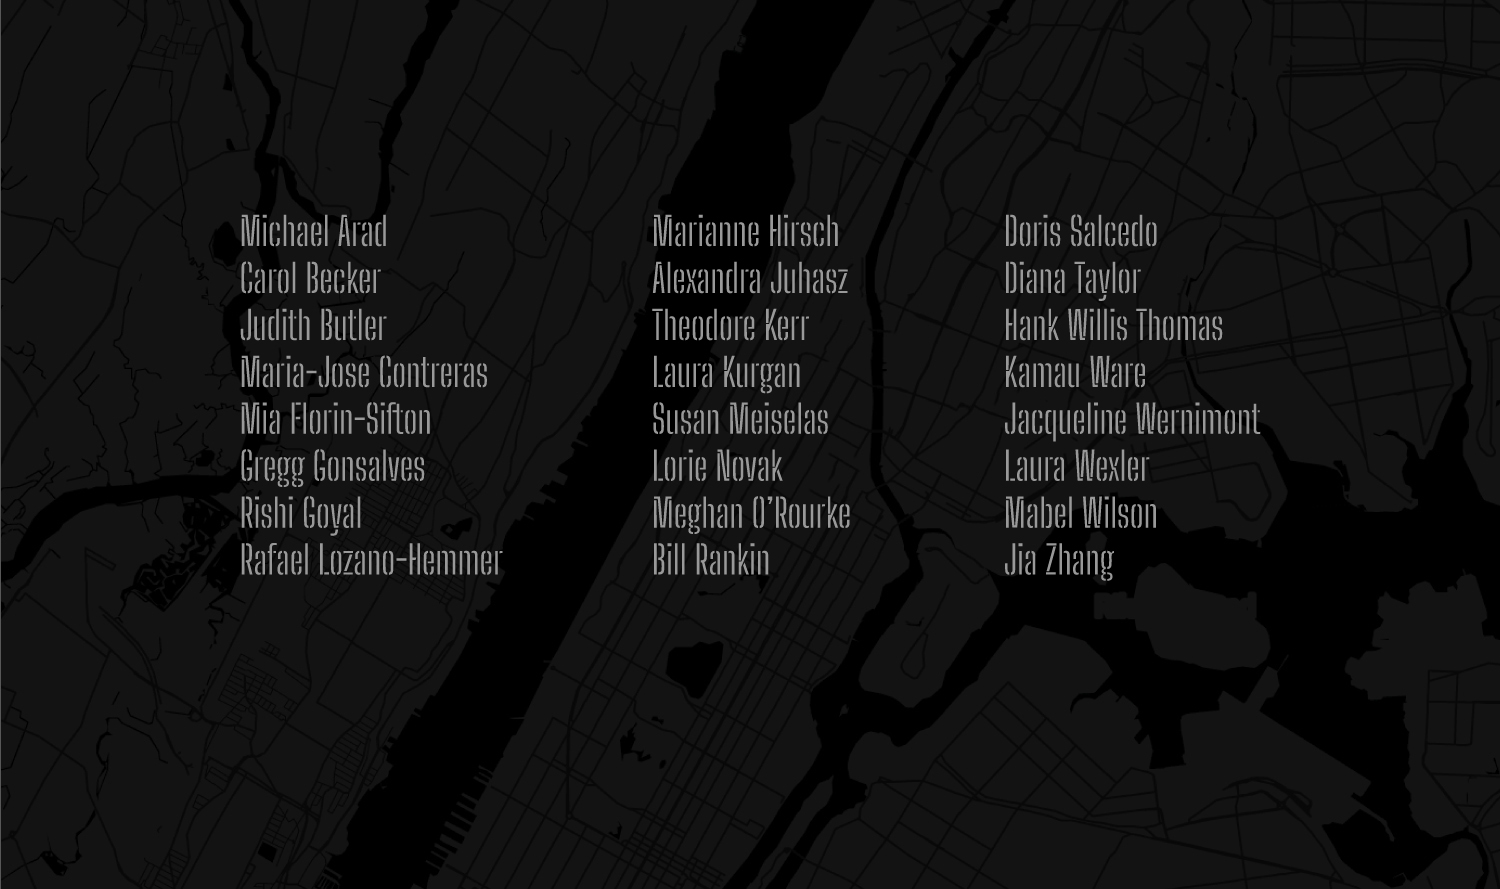 Michael Arad
Carol Becker
Judith Butler
Maria-Jose Contreras
Mia Florin-Sifton
Gregg Gonsalves
Rishi Goyal
Rafael Lozano-Hemmer
Marianne Hirsch
Alexandra Juhasz
Theodore Kerr
Laura Kurgan
Susan Meiselas
Lorie Novak
Meghan O’Rourke
Bill Rankin
Doris Salcedo
Diana Taylor
Hank Willis Thomas
Kamau Ware
Jacqueline Wernimont
Laura Wexler
Mabel Wilson
Jia Zhang